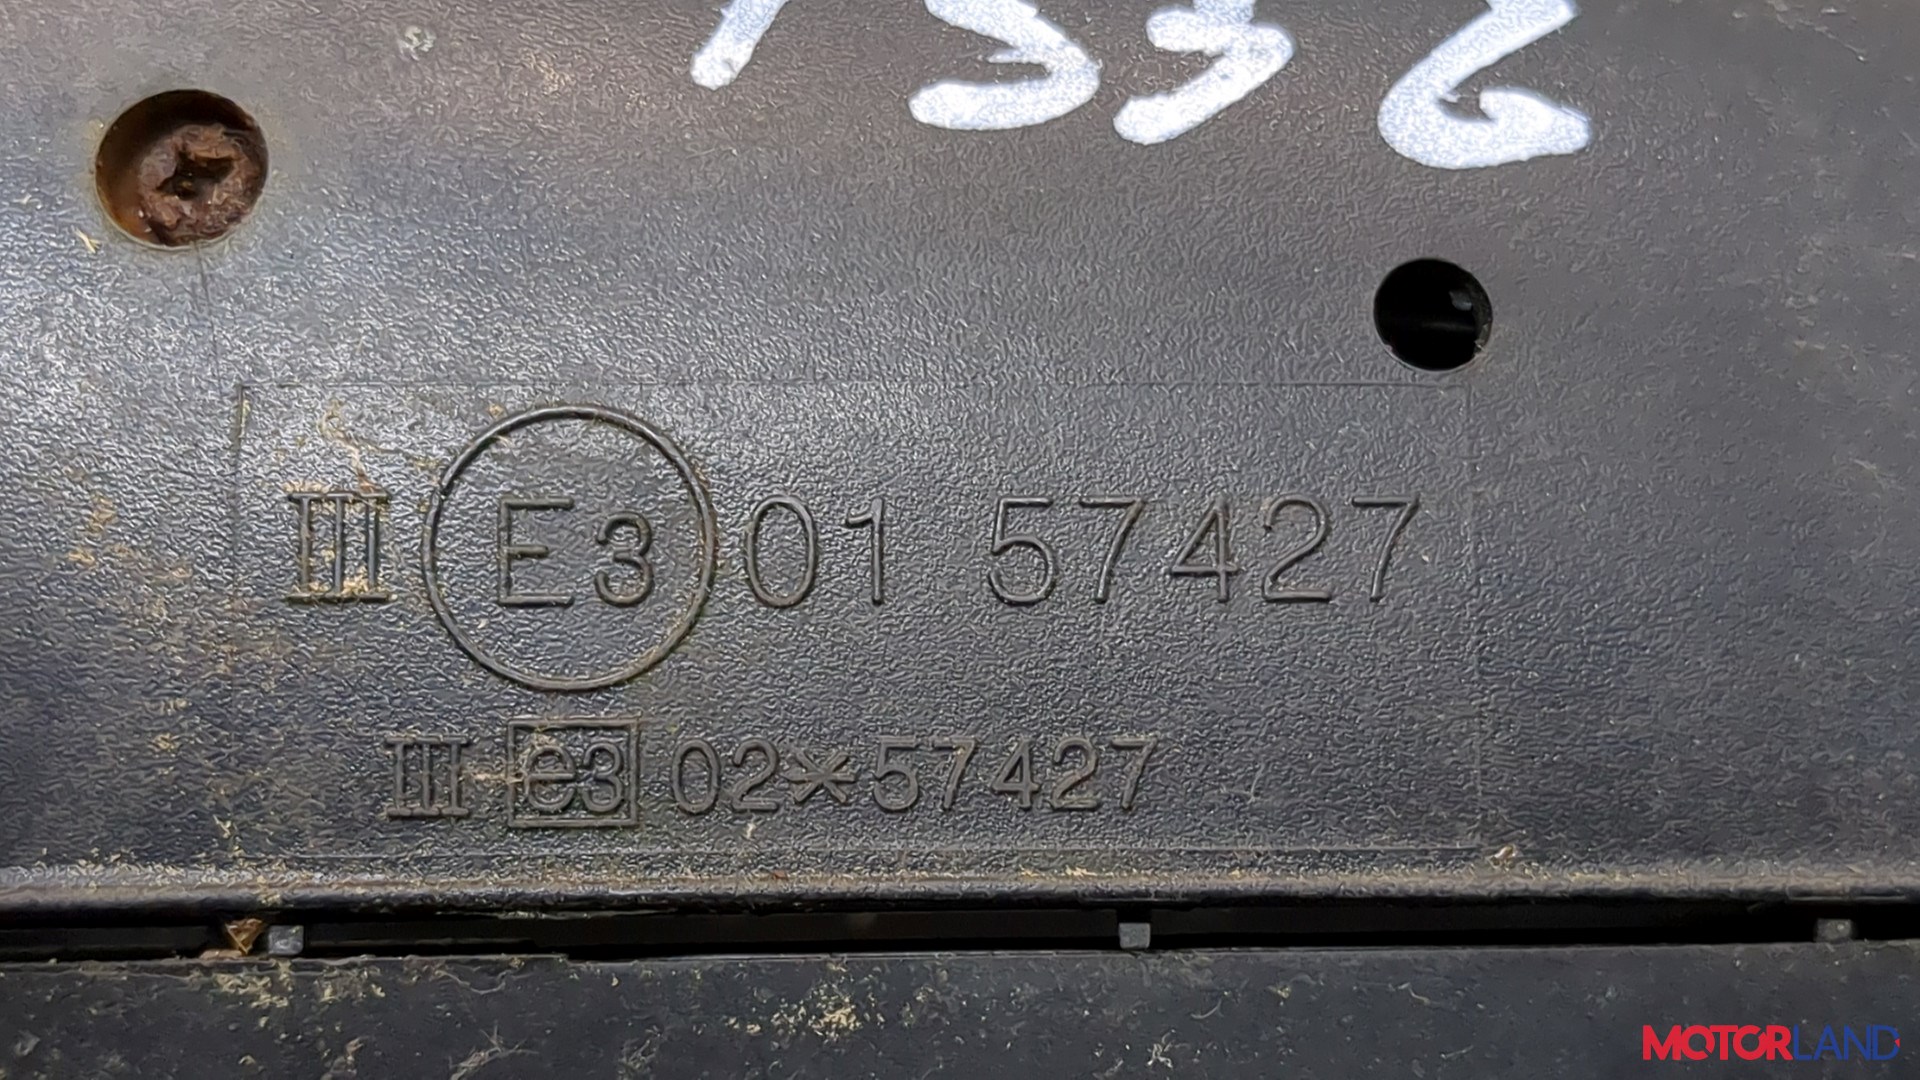 III E3 01 57427
III e3 02*57427
MOTORLAND